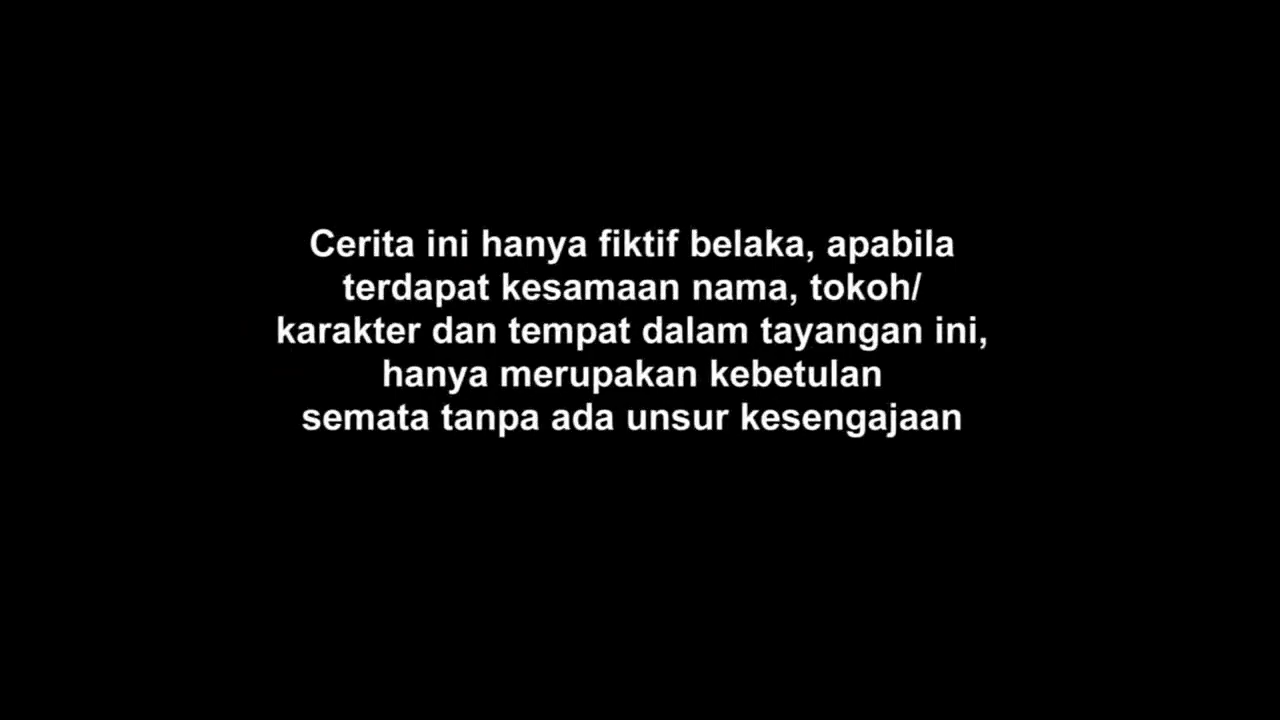 Cerita ini hanya fiktif belaka, apabila
terdapat kesamaan nama, tokoh/
karakter dan tempat dalam tayangan ini,
hanya merupakan kebetulan
semata tanpa ada unsur kesengajaan